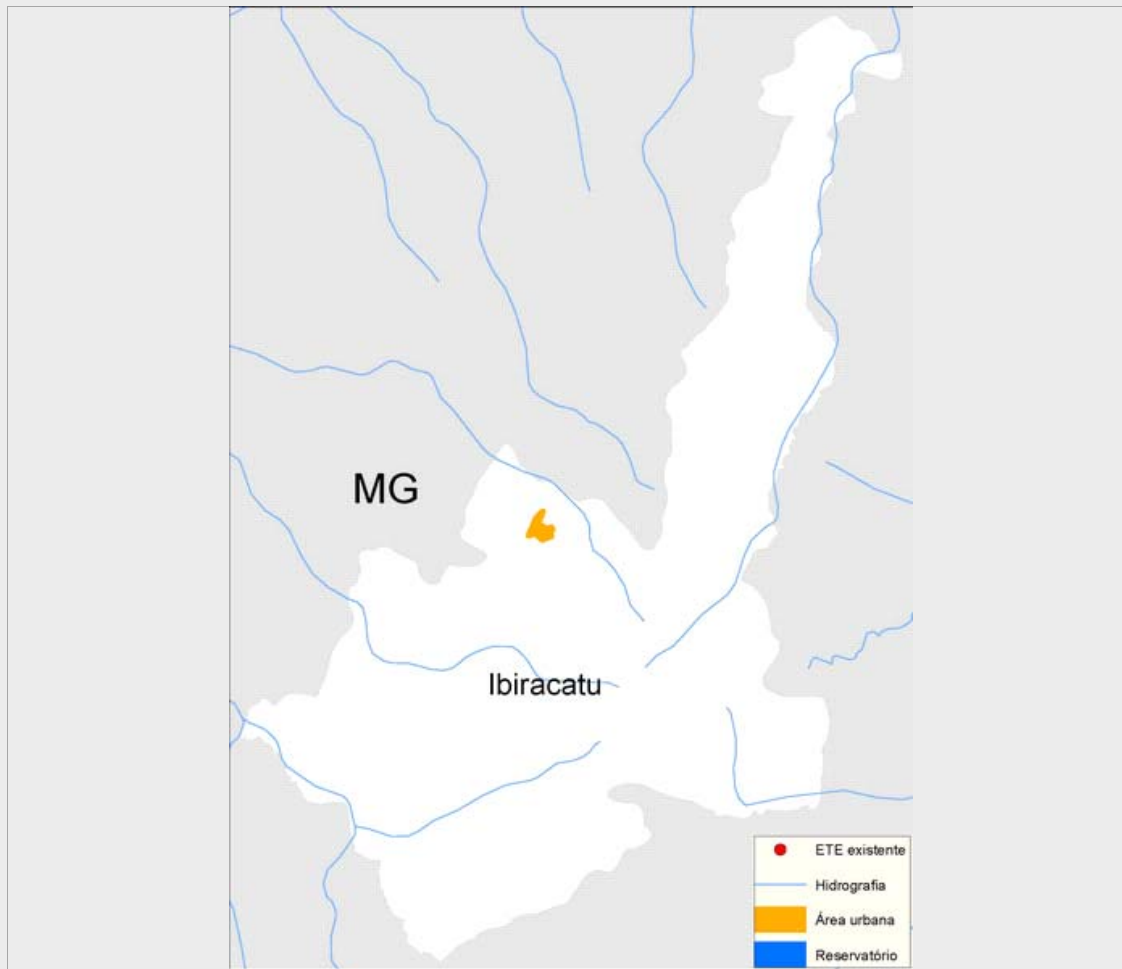 MG
Ibiracatu
ETE existente
Hidrografia
Área urbana
Reservatório